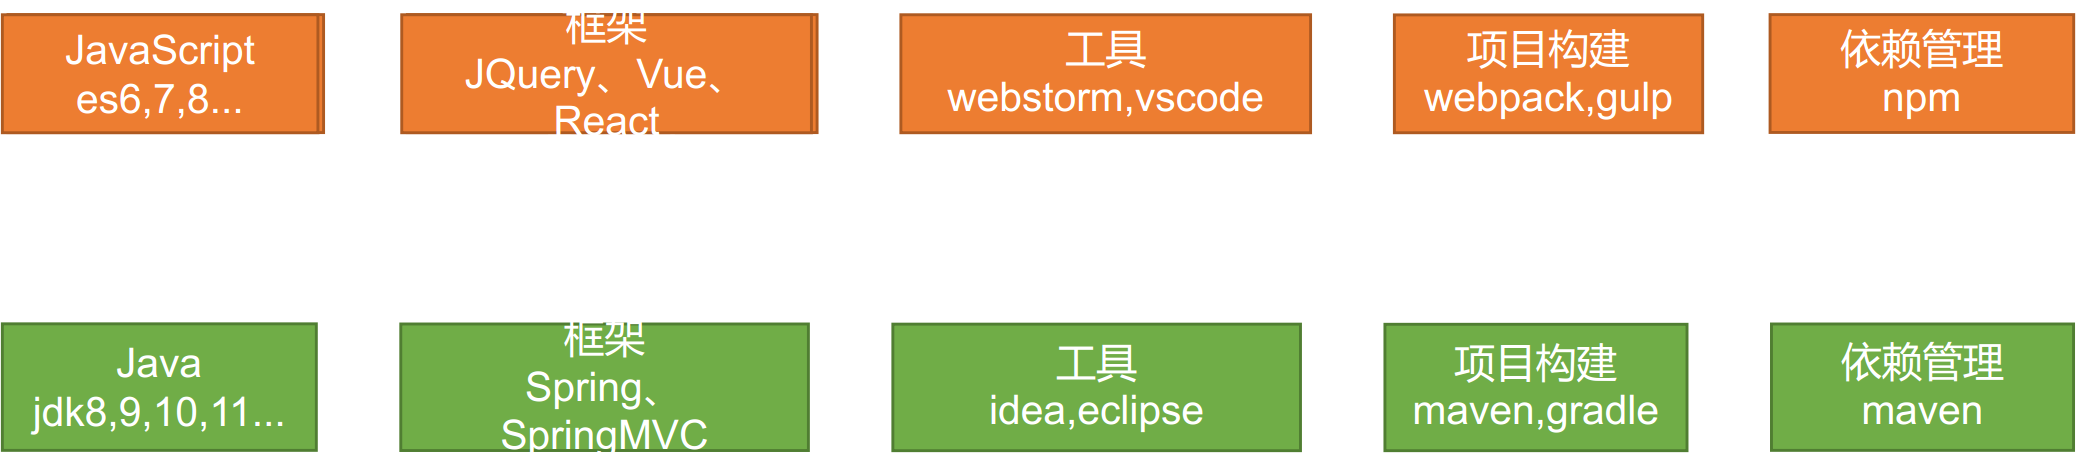 JavaScript
es6,7,8...
框架
JQuery、Vue、
React
工具
webstorm,vscode
项目构建
webpack,gulp
依赖管理
npm
Java
jdk8,9,10,11...
框架
Spring、
SpringMVC
工具
idea,eclipse
项目构建
maven,gradle
依赖管理
maven